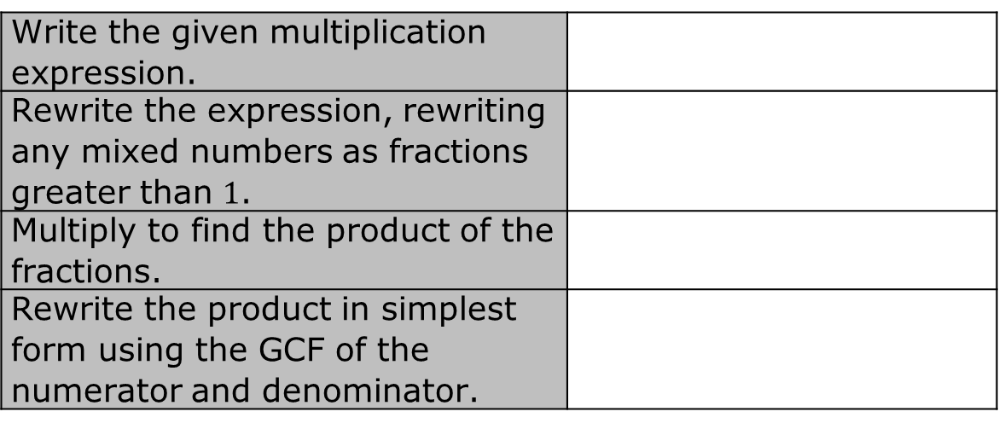 Write the given multiplication
expression.
Rewrite the expression, rewriting
any mixed numbers as fractions
greater than 1.
Multiply to find the product of the
fractions.
Rewrite the product in simplest
form using the GCF of the
numerator and denominator.